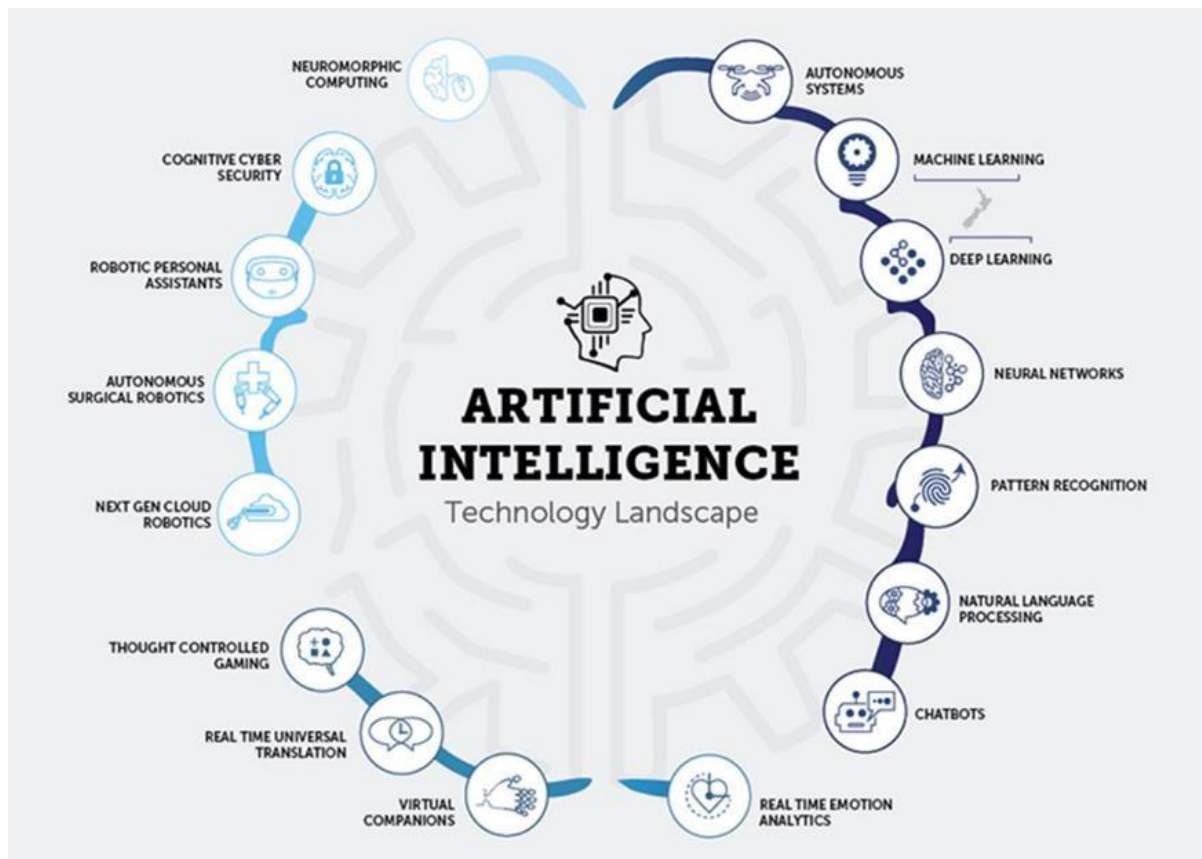 NEUROMORPHIC
COMPUTING
COGNITIVE CYBER
SECURITY
ROBOTIC PERSONAL
ASSISTANTS
AUTONOMOUS
SURGICAL ROBOTICS
NEXT GEN CLOUD
ROBOTICS
THOUGHT CONTROLLED
GAMING
REAL TIME UNIVERSAL
TRANSLATION
VIRTUAL
COMPANIONS
ARTIFICIAL
INTELLIGENCE
Technology Landscape
AUTONOMOUS
SYSTEMS
MACHINE LEARNING
DEEP LEARNING
NEURAL NETWORKS
PATTERN RECOGNITION
NATURAL LANGUAGE
PROCESSING
CHATBOTS
REAL TIME EMOTION
ANALYTICS